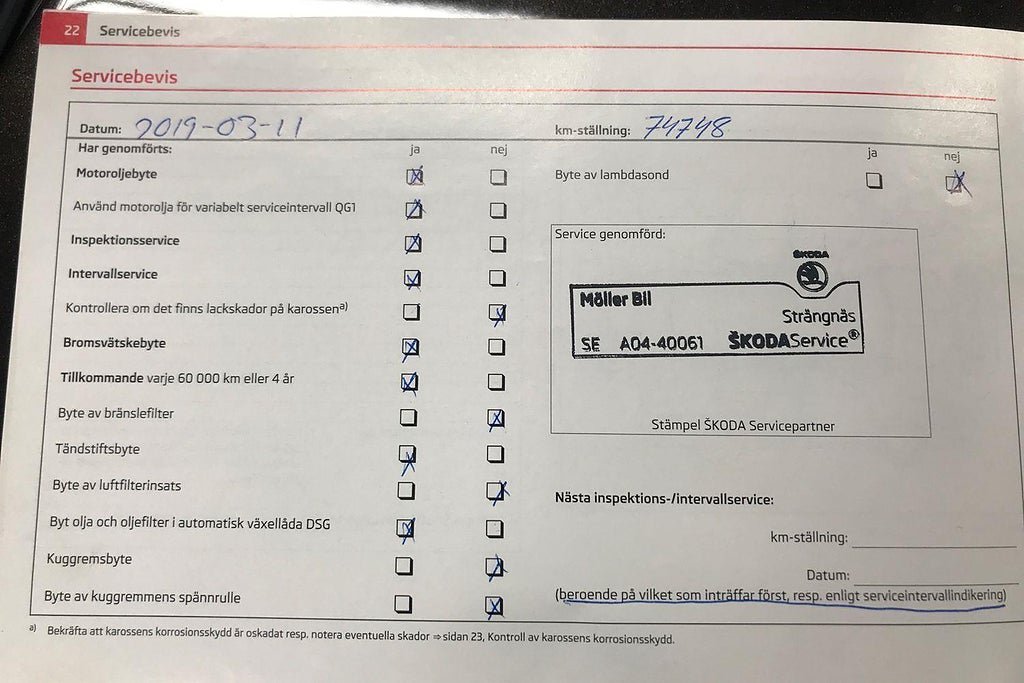 22 Servicebevis
Servicebevis
Datum: 2019-03-11
Har genomförts: ja nej
Motoroljebyte
Använd motorolja för variabelt serviceintervall QG1
Inspektionsservice
Intervallservice
Kontrollera om det finns lackskador på karossen a)
Bromsvätskebyte
Tillkommande varje 60 000 km eller 4 år
Byte av bränslefilter
Tändstiftsbyte
Byte av luftfilterinsats
Byt olja och oljefilter i automatisk växellåda DSG
Kuggremsbyte
Byte av kuggremmens spännrulle
km-ställning: 74748
ja nej
Byte av lambdasond
Service genomförd:
ŠKODA
Möller Bil
Strängnäs
SE A04-40061 ŠKODAService®
Stämpel ŠKODA Servicepartner
Nästa inspektions-/intervallservice:
km-ställning:
Datum:
(beroende på vilket som inträffar först, resp. enligt serviceintervallindikering)
a) Bekräfta att karossens korrosionsskydd är oskadat resp. notera eventuella skador ⇒ sidan 23, Kontroll av karossens korrosionsskydd.